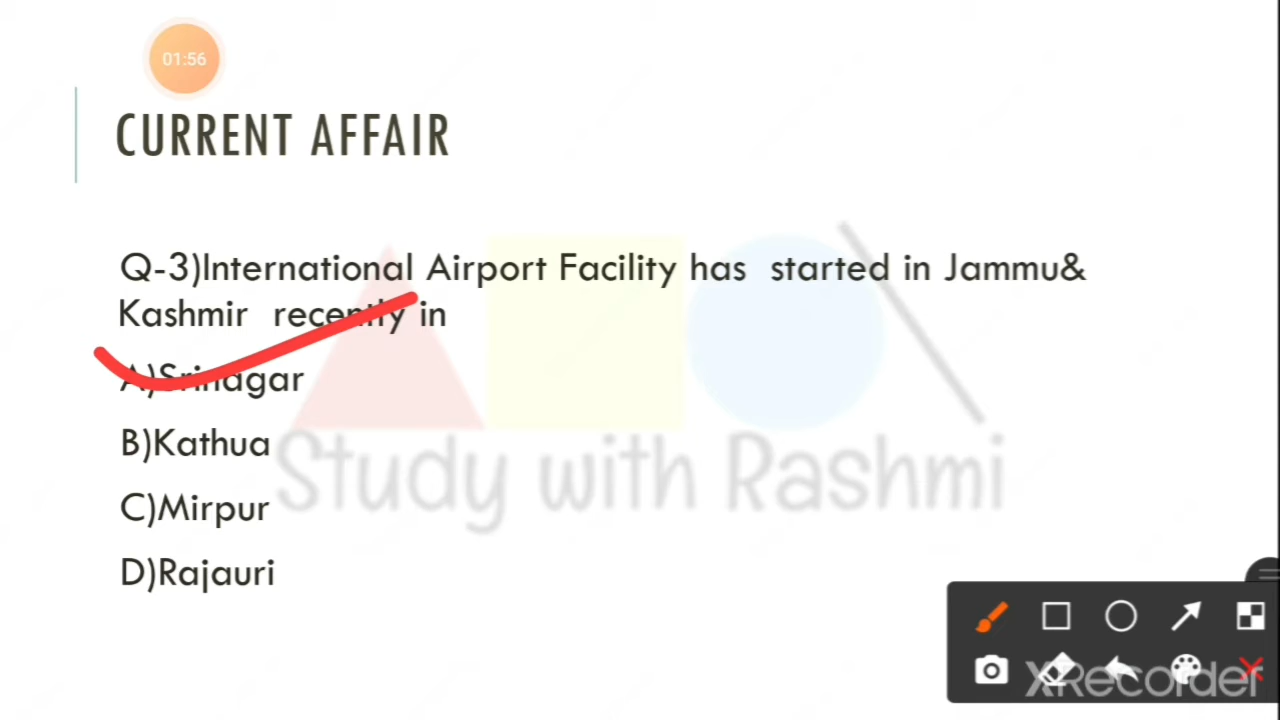 01:56
CURRENT AFFAIR
Q-3)International Airport Facility has started in Jammu&
Kashmir recently in
A)Srinagar
B)Kathua
C)Mirpur
D)Rajauri
Study with Rashmi
XRecorder